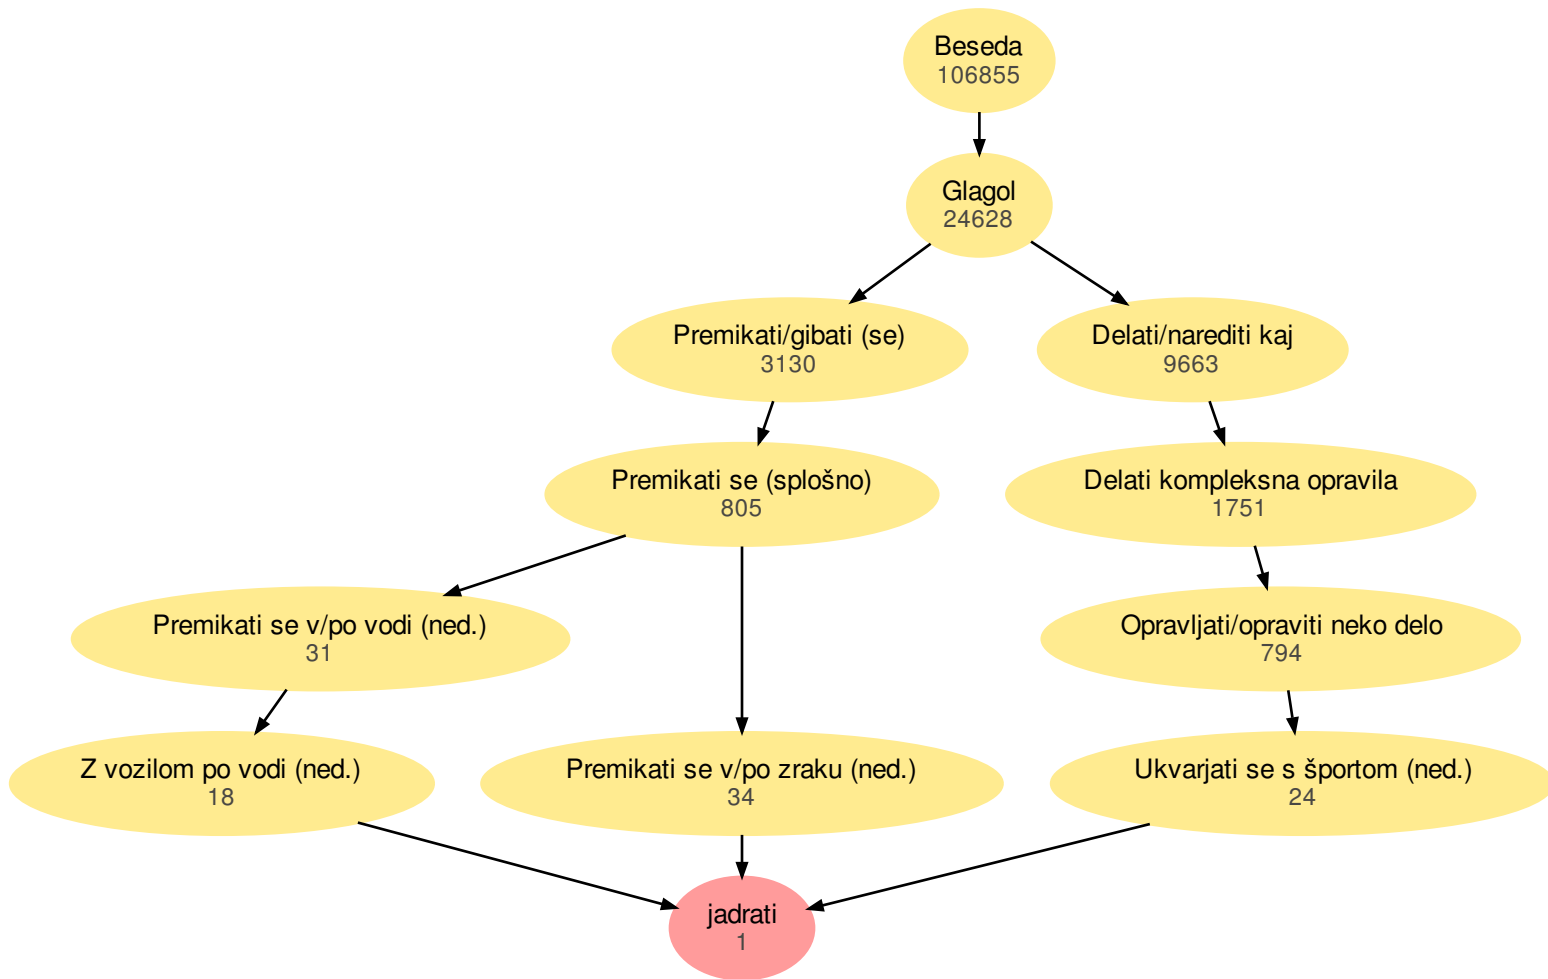 Beseda
106855
Glagol
24628
Premikati/gibati (se)
3130
Delati/narediti kaj
9663
Premikati se (splošno)
805
Delati kompleksna opravila
1751
Premikati se v/po vodi (ned.)
31
Opravljati/opraviti neko delo
794
Z vozilom po vodi (ned.)
18
Premikati se v/po zraku (ned.)
34
Ukvarjati se s športom (ned.)
24
jadrati
1